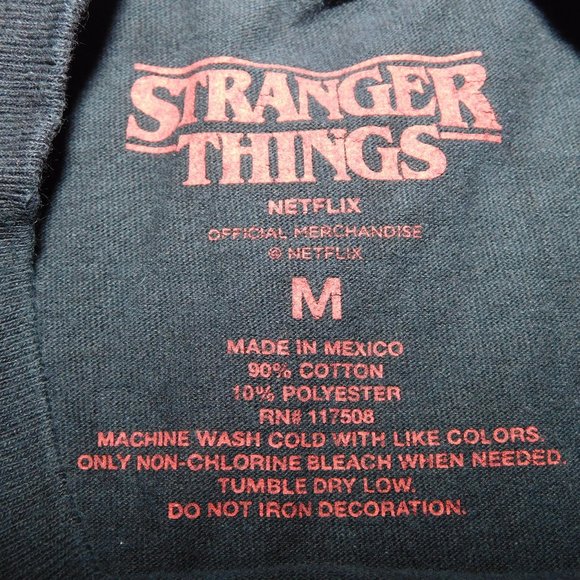 STRANGER
THINGS
NETFLIX
OFFICIAL MERCHANDISE
© NETFLIX
M
MADE IN MEXICO
90% COTTON
10% POLYESTER
RN# 117508
MACHINE WASH COLD WITH LIKE COLORS.
ONLY NON-CHLORINE BLEACH WHEN NEEDED.
TUMBLE DRY LOW.
DO NOT IRON DECORATION.